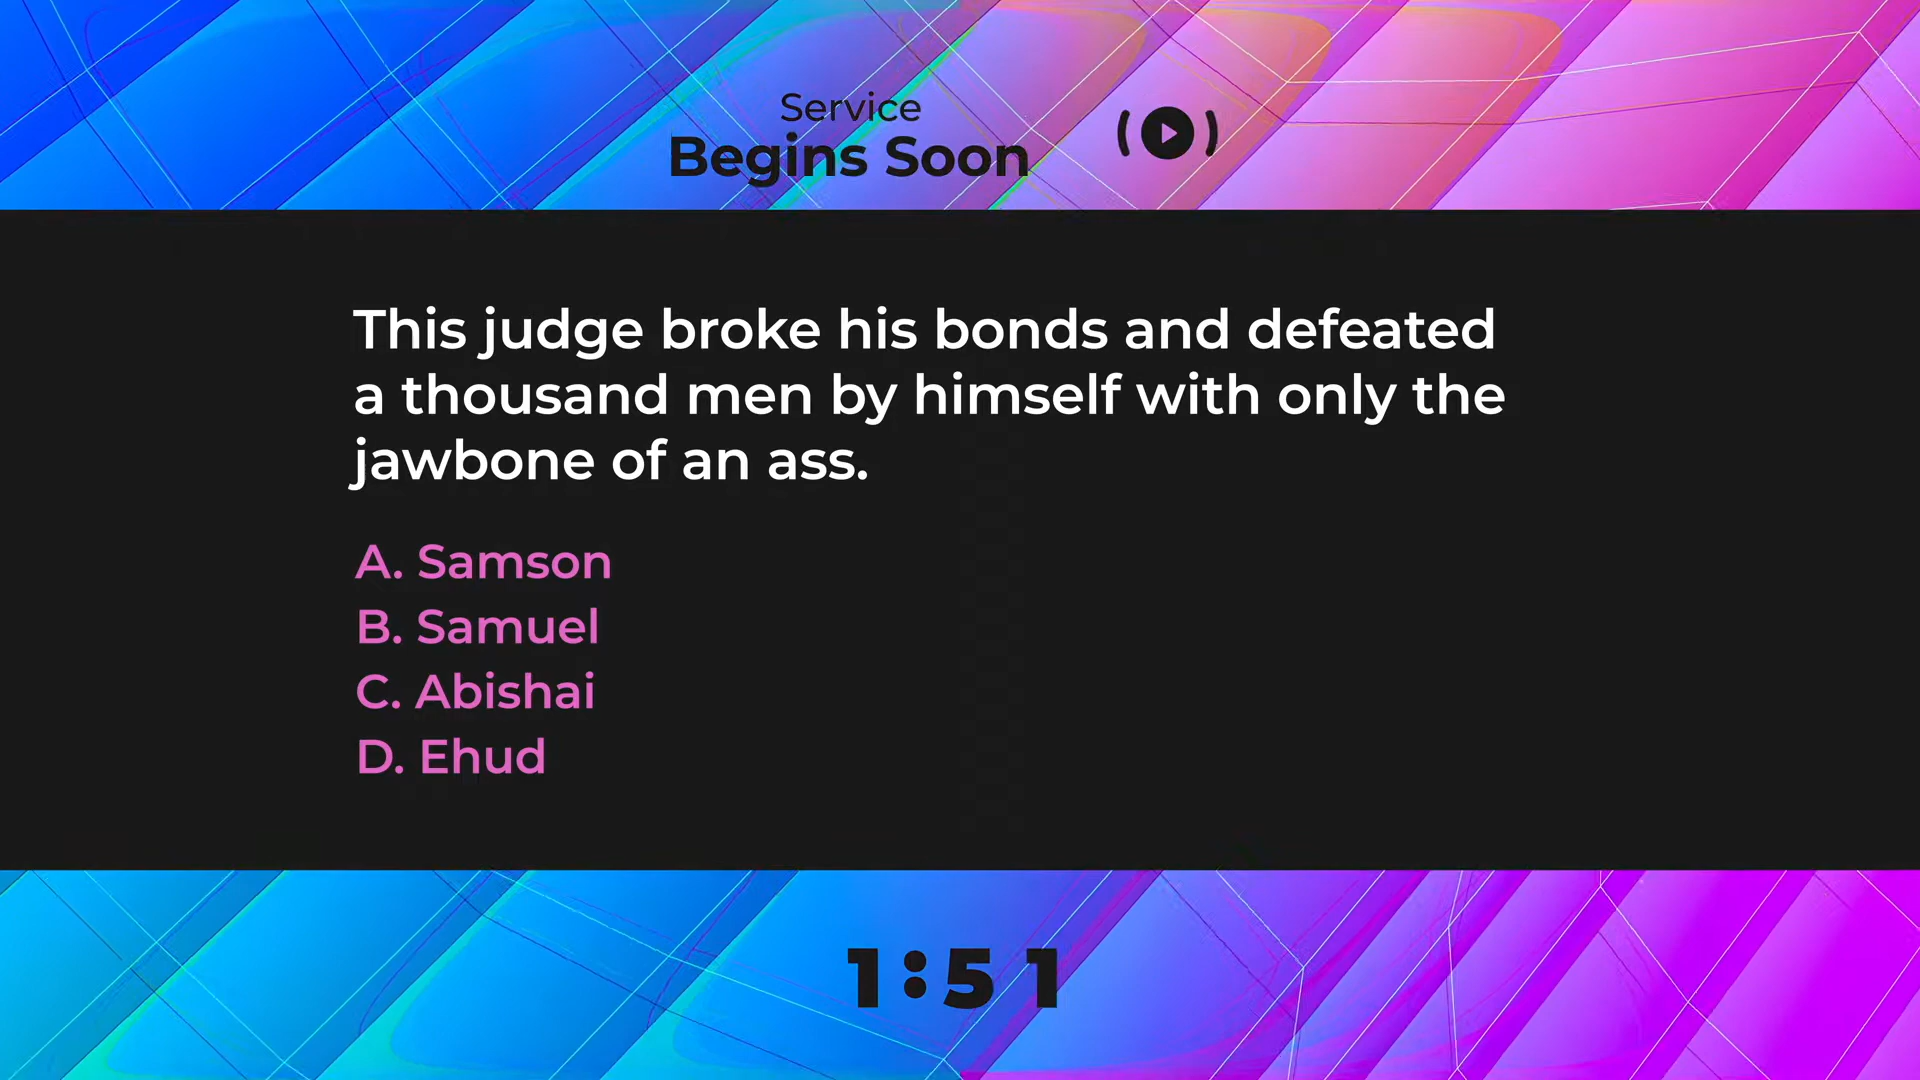 Service
Begins Soon
This judge broke his bonds and defeated
a thousand men by himself with only the
jawbone of an ass.
A. Samson
B. Samuel
C. Abishai
D. Ehud
1:51